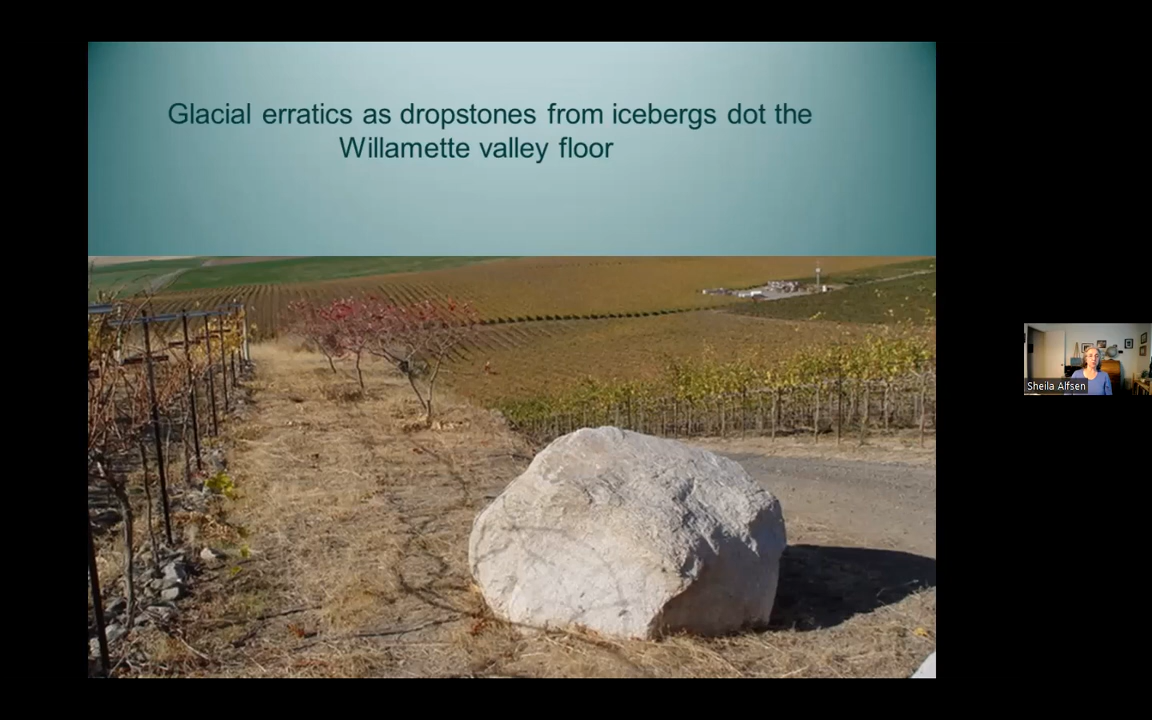 Glacial erratics as dropstones from icebergs dot the
Willamette valley floor
Sheila Alfsen